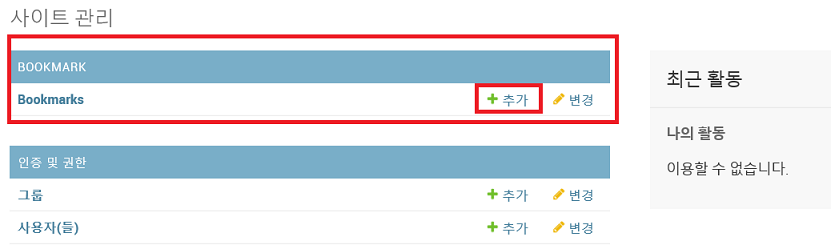 사이트 관리
BOOKMARK
Bookmarks 추가 변경
인증 및 권한
그룹 추가 변경
사용자(들) 추가 변경
최근 활동
나의 활동
이용할 수 없습니다.